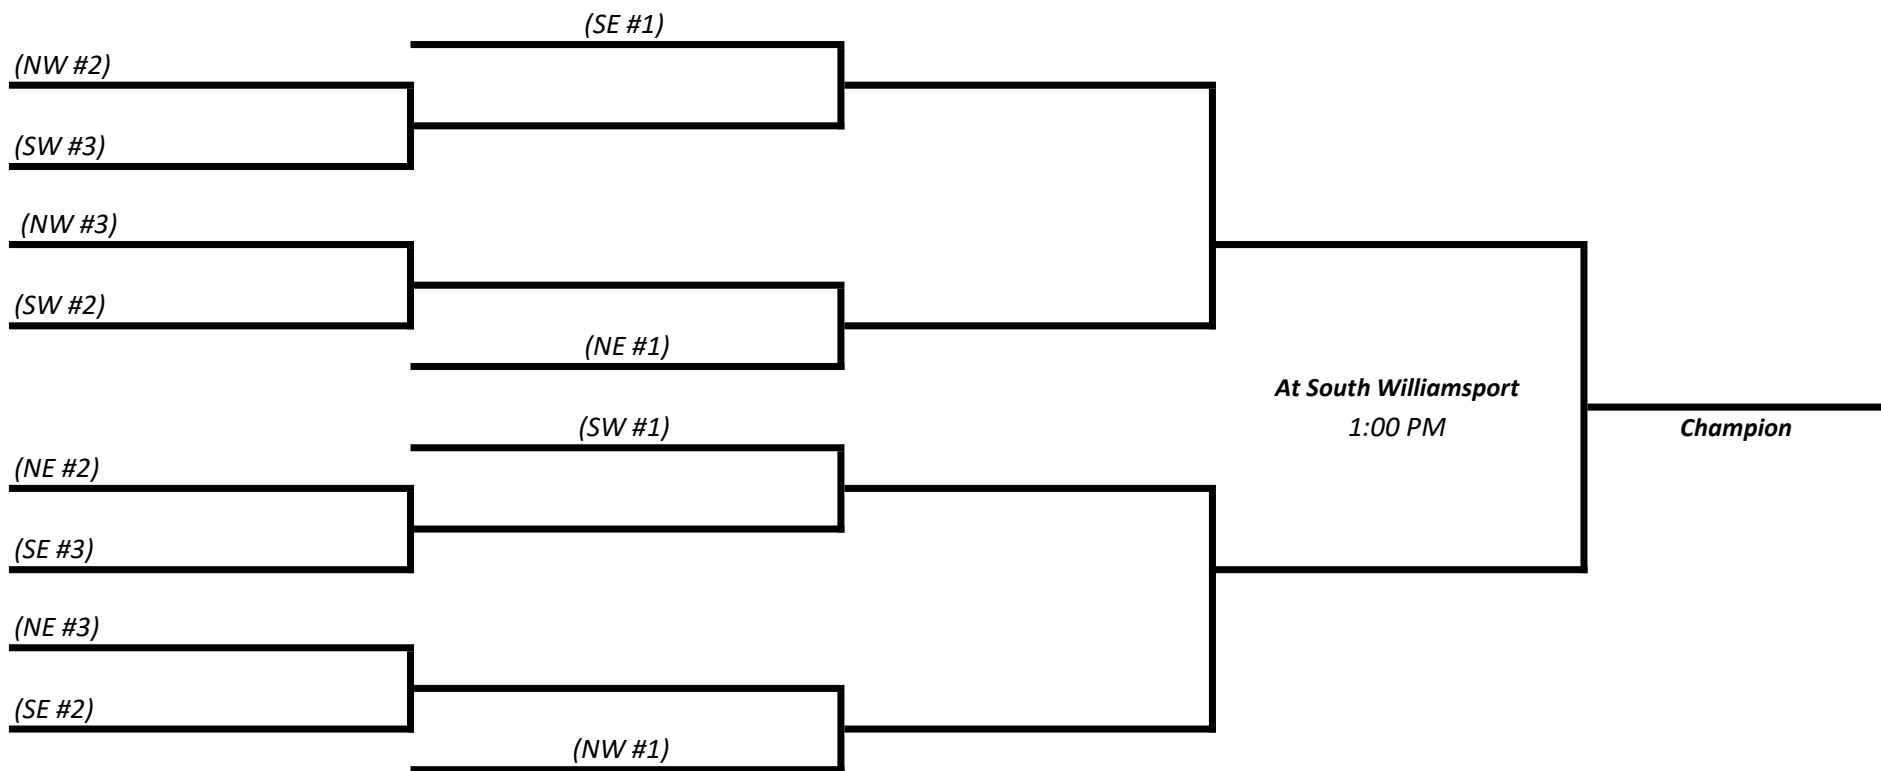 (SE #1)
(NW #2)
(SW #3)
(NW #3)
(SW #2)
(NE #1)
At South Williamsport
1:00 PM
Champion
(SW #1)
(NE #2)
(SE #3)
(NE #3)
(SE #2)
(NW #1)